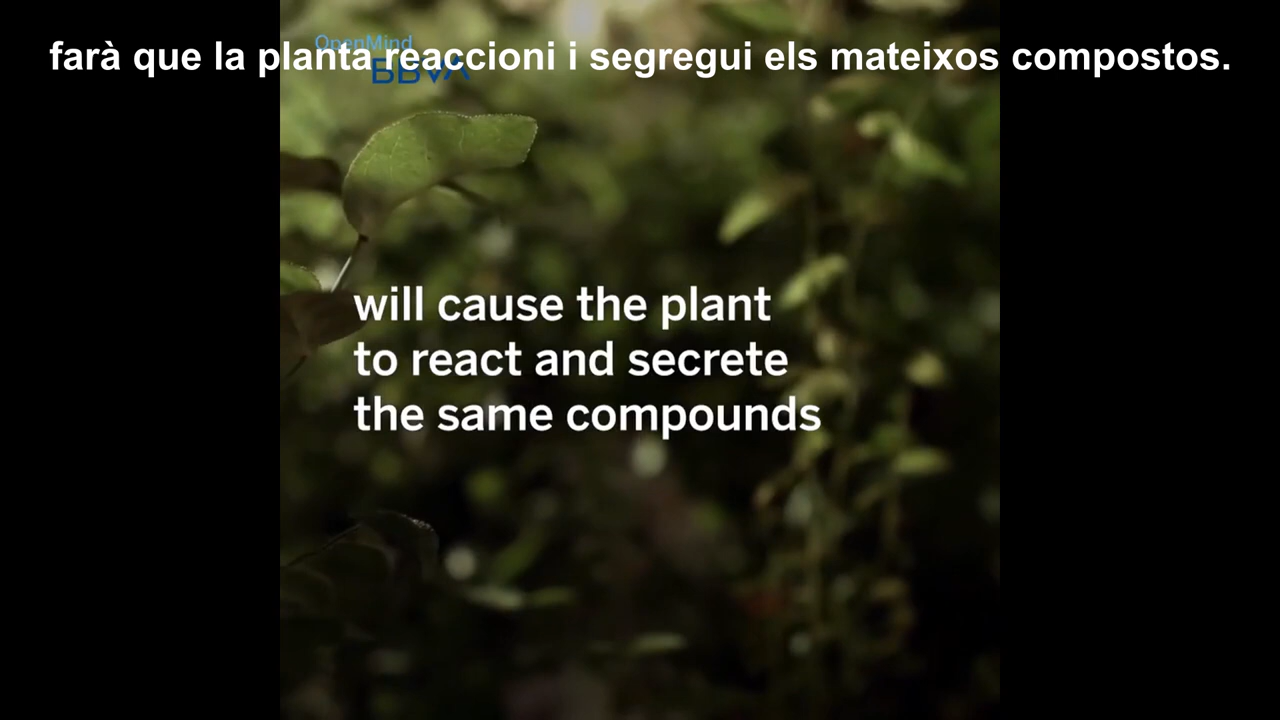 OpenMind
BBVA
farà que la planta reaccioni i segregui els mateixos compostos.
will cause the plant
to react and secrete
the same compounds